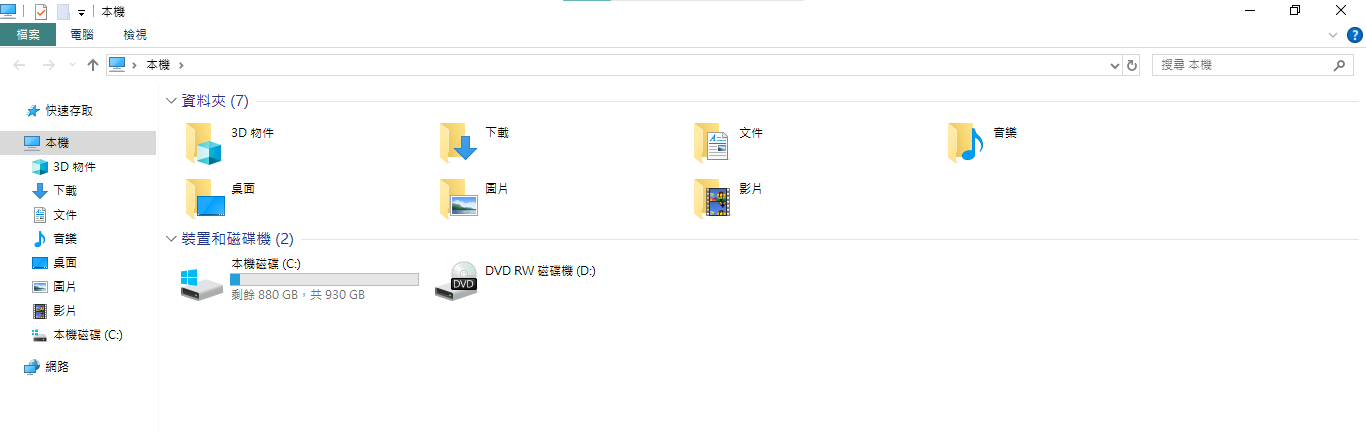 本機
檔案 電腦 檢視
本機
搜尋 本機
快速存取
本機
3D 物件
下載
文件
音樂
桌面
圖片
影片
本機磁碟 (C:)
網路
資料夾 (7)
3D 物件 下載 文件 音樂
桌面 圖片 影片
裝置和磁碟機 (2)
本機磁碟 (C:)
剩餘 880 GB，共 930 GB
DVD RW 磁碟機 (D:)
DVD